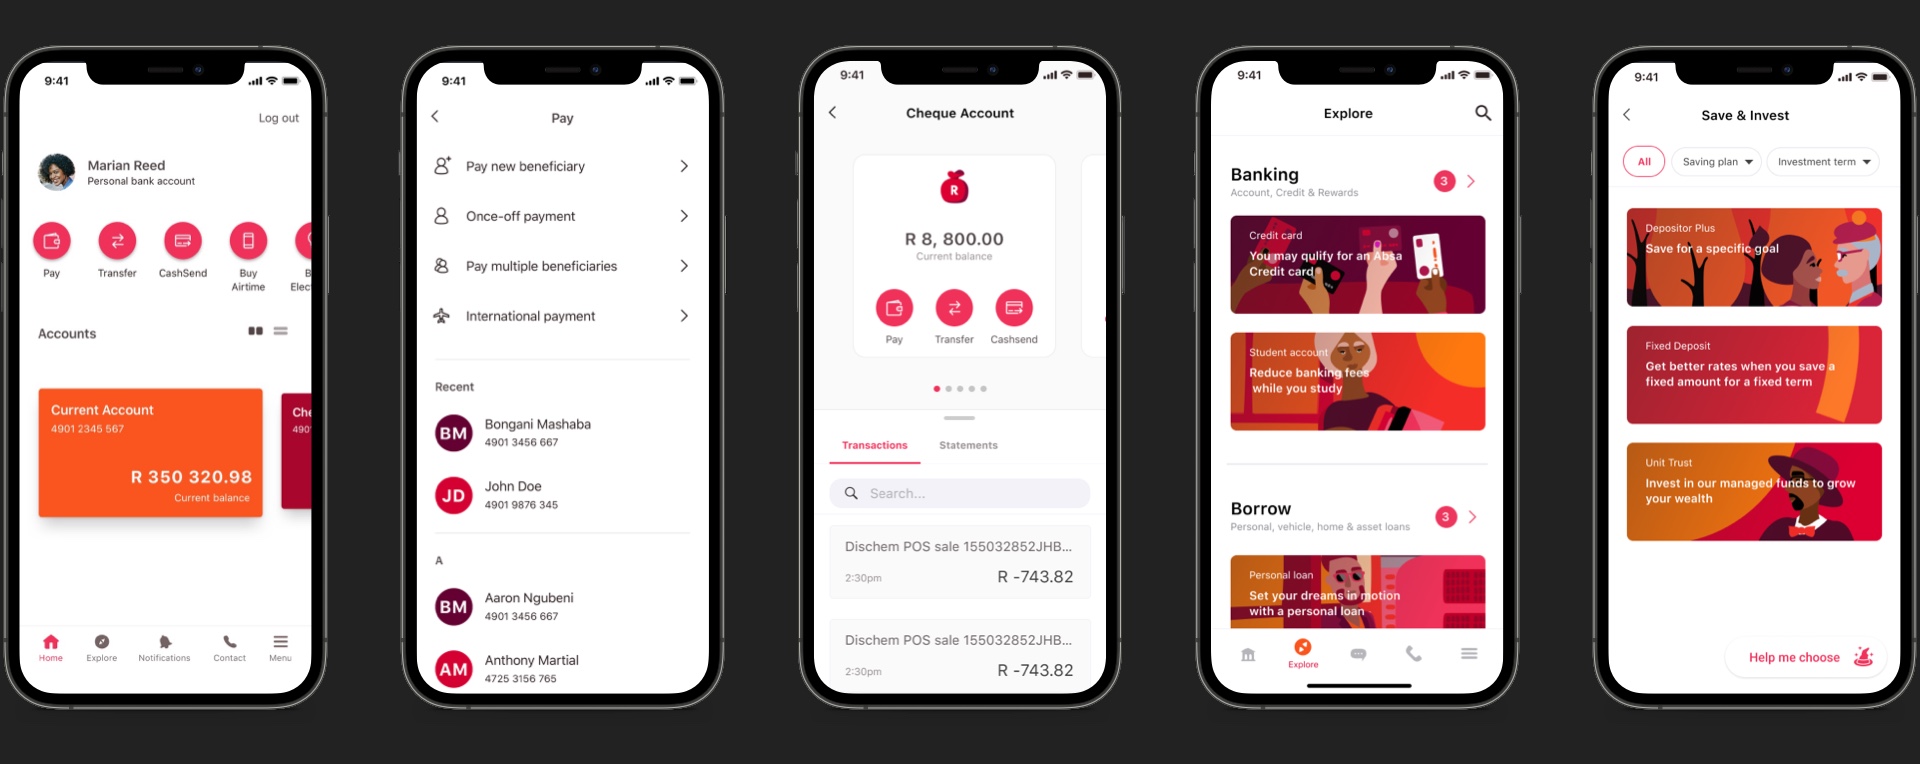 9:41
Log out
Marian Reed
Personal bank account
Pay
Transfer
CashSend
Buy
Airtime
B
Elec
Accounts
Current Account
4901 2345 567
R 350 320.98
Current balance
Che
490
Home
Explore
Notifications
Contact
Menu
9:41
Pay
Pay new beneficiary
Once-off payment
Pay multiple beneficiaries
International payment
Recent
BM
Bongani Mashaba
4901 3456 667
JD
John Doe
4901 9876 345
A
BM
Aaron Ngubeni
4901 3456 667
AM
Anthony Martial
4725 3156 765
9:41
Cheque Account
R
R 8, 800.00
Current balance
Pay
Transfer
Cashsend
Transactions
Statements
Search...
Dischem POS sale 155032852JHB...
2:30pm
R -743.82
Dischem POS sale 155032852JHB...
2:30pm
R -743.82
9:41
Explore
Banking
Account, Credit & Rewards
3
Credit card
You may qulify for an Absa
Credit card
Student account
Reduce banking fees
while you study
Borrow
Personal, vehicle, home & asset loans
3
Personal loan
Set your dreams in motion
with a personal loan
Explore
9:41
Save & Invest
All
Saving plan
Investment term
Depositor Plus
Save for a specific goal
Fixed Deposit
Get better rates when you save a
fixed amount for a fixed term
Unit Trust
Invest in our managed funds to grow
your wealth
Help me choose